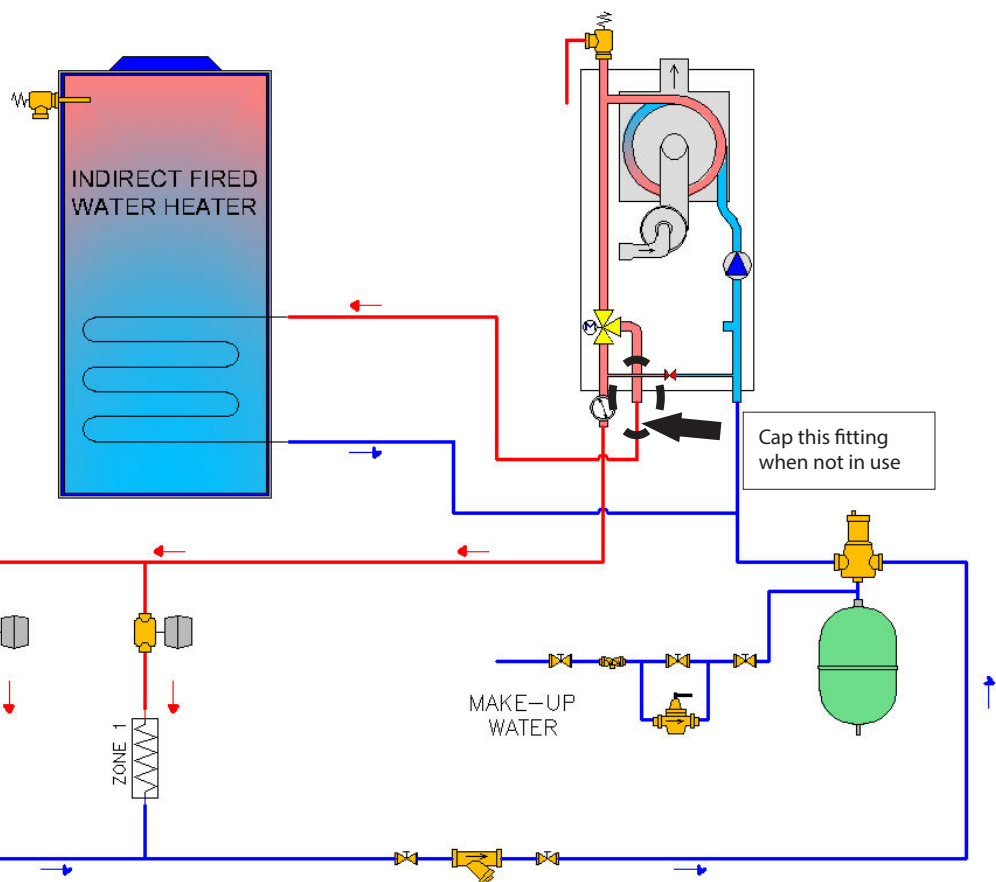 INDIRECT FIRED
WATER HEATER
M
Cap this fitting
when not in use
MAKE-UP
WATER
ZONE 1